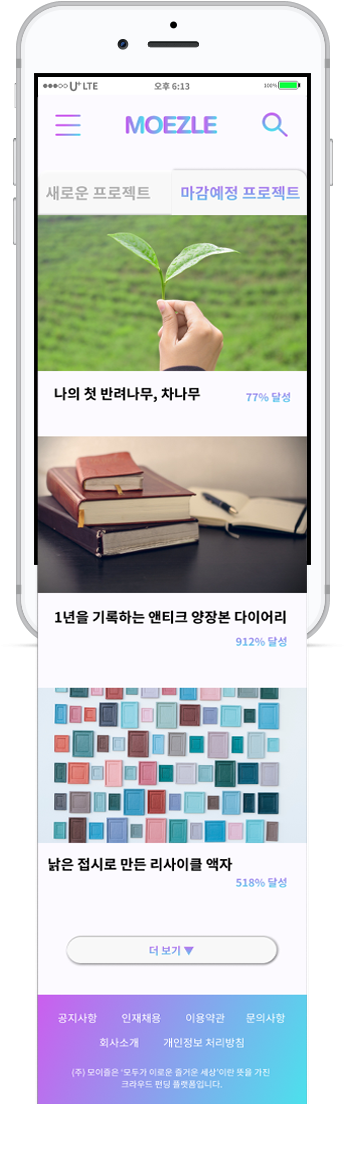 U+ LTE 오후 6:13 100%
MOEZLE
새로운 프로젝트 마감예정 프로젝트
나의 첫 반려나무, 차나무 77% 달성
1년을 기록하는 앤티크 양장본 다이어리
912% 달성
낡은 접시로 만든 리사이클 액자
518% 달성
더 보기 ▼
공지사항 인재채용 이용약관 문의사항
회사소개 개인정보 처리방침
(주) 모이즐은 '모두가 이로운 즐거운 세상'이란 뜻을 가진
크라우드 펀딩 플랫폼입니다.